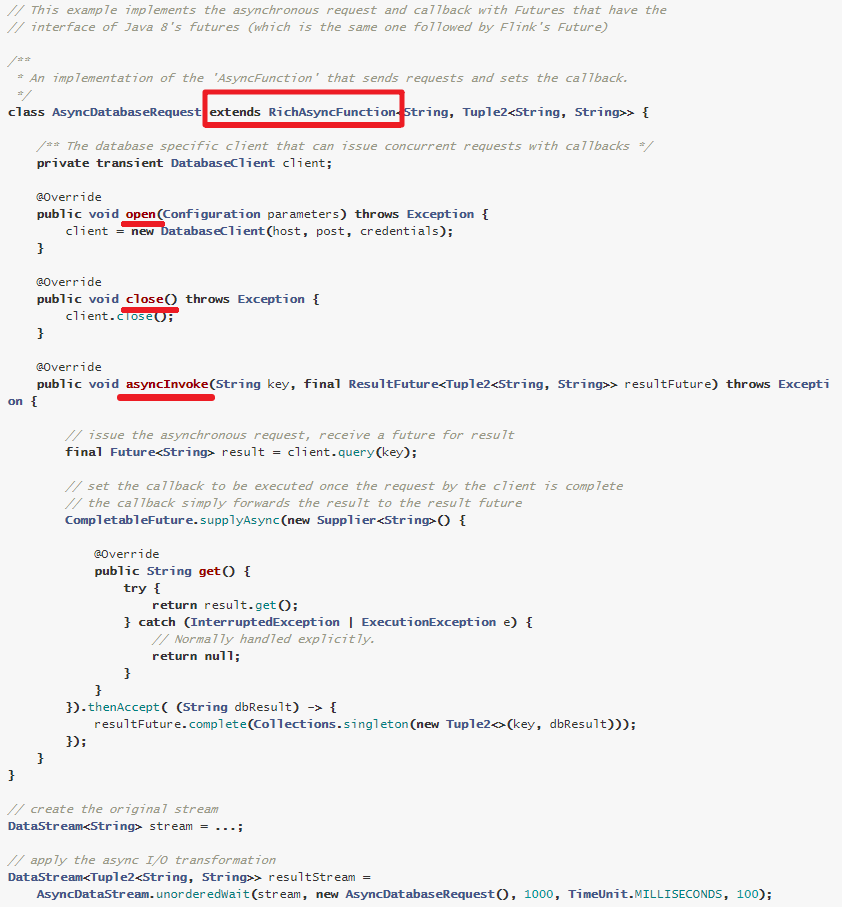 // This example implements the asynchronous request and callback with Futures that have the
// interface of Java 8's futures (which is the same one followed by Flink's Future)
/**
* An implementation of the 'AsyncFunction' that sends requests and sets the callback.
*/
class AsyncDatabaseRequest extends RichAsyncFunction<String, Tuple2<String, String>> {
/** The database specific client that can issue concurrent requests with callbacks */
private transient DatabaseClient client;
@Override
public void open(Configuration parameters) throws Exception {
client = new DatabaseClient(host, post, credentials);
}
@Override
public void close() throws Exception {
client.close();
}
@Override
public void asyncInvoke(String key, final ResultFuture<Tuple2<String, String>> resultFuture) throws Excepti
on {
// issue the asynchronous request, receive a future for result
final Future<String> result = client.query(key);
// set the callback to be executed once the request by the client is complete
// the callback simply forwards the result to the result future
CompletableFuture.supplyAsync(new Supplier<String>() {
@Override
public String get() {
try {
return result.get();
} catch (InterruptedException | ExecutionException e) {
// Normally handled explicitly.
return null;
}
}
}).thenAccept( (String dbResult) -> {
resultFuture.complete(Collections.singleton(new Tuple2<>(key, dbResult)));
});
}
}
// create the original stream
DataStream<String> stream = ...;
// apply the async I/O transformation
DataStream<Tuple2<String, String>> resultStream =
AsyncDataStream.unorderedWait(stream, new AsyncDatabaseRequest(), 1000, TimeUnit.MILLISECONDS, 100);